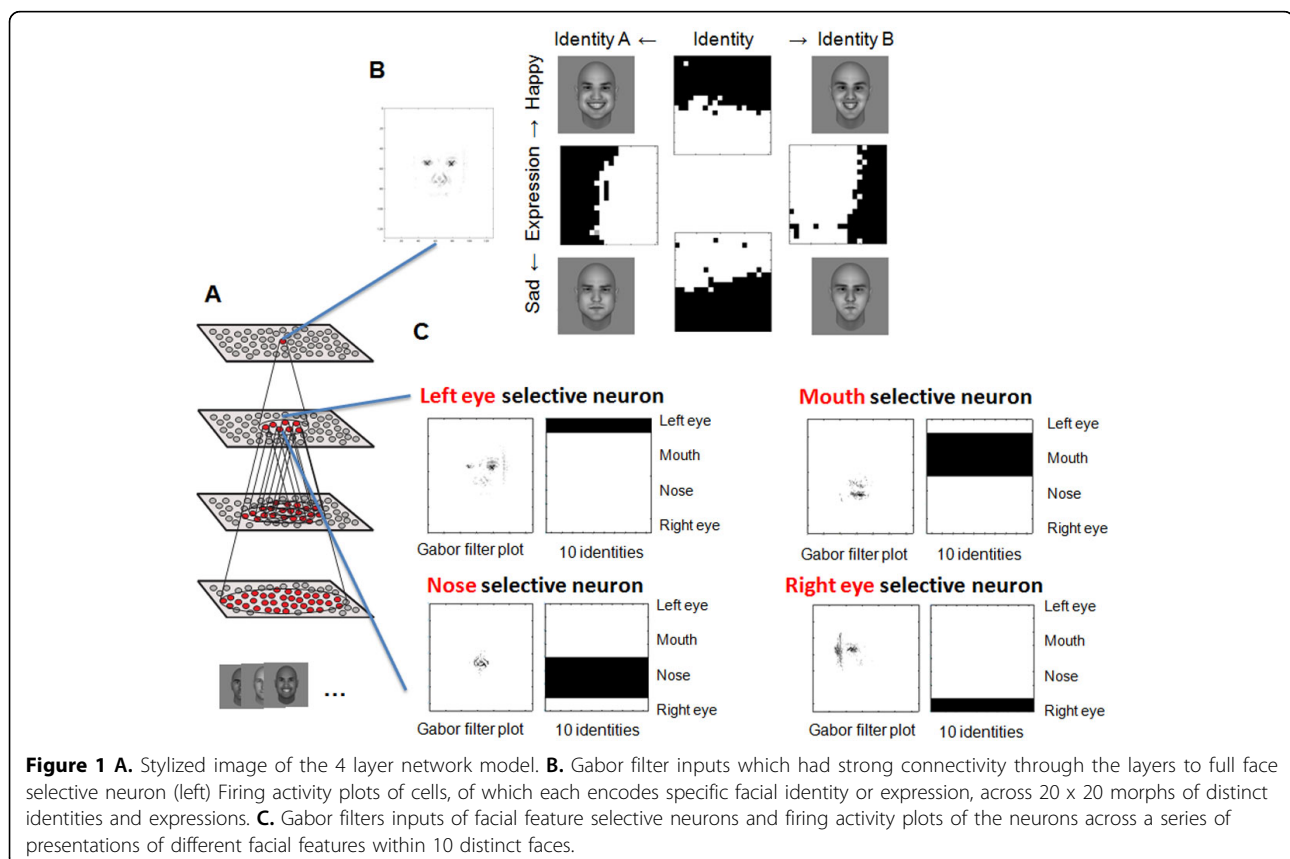 Identity A ← Identity → Identity B
B
Sad ← Expression → Happy
A
C
Left eye selective neuron
Left eye
Mouth
Nose
Right eye
Gabor filter plot 10 identities
Mouth selective neuron
Left eye
Mouth
Nose
Right eye
Gabor filter plot 10 identities
Nose selective neuron
Left eye
Mouth
Nose
Right eye
Gabor filter plot 10 identities
Right eye selective neuron
Left eye
Mouth
Nose
Right eye
Gabor filter plot 10 identities
...
Figure 1 A. Stylized image of the 4 layer network model. B. Gabor filter inputs which had strong connectivity through the layers to full face
selective neuron (left) Firing activity plots of cells, of which each encodes specific facial identity or expression, across 20 x 20 morphs of distinct
identities and expressions. C. Gabor filters inputs of facial feature selective neurons and firing activity plots of the neurons across a series of
presentations of different facial features within 10 distinct faces.